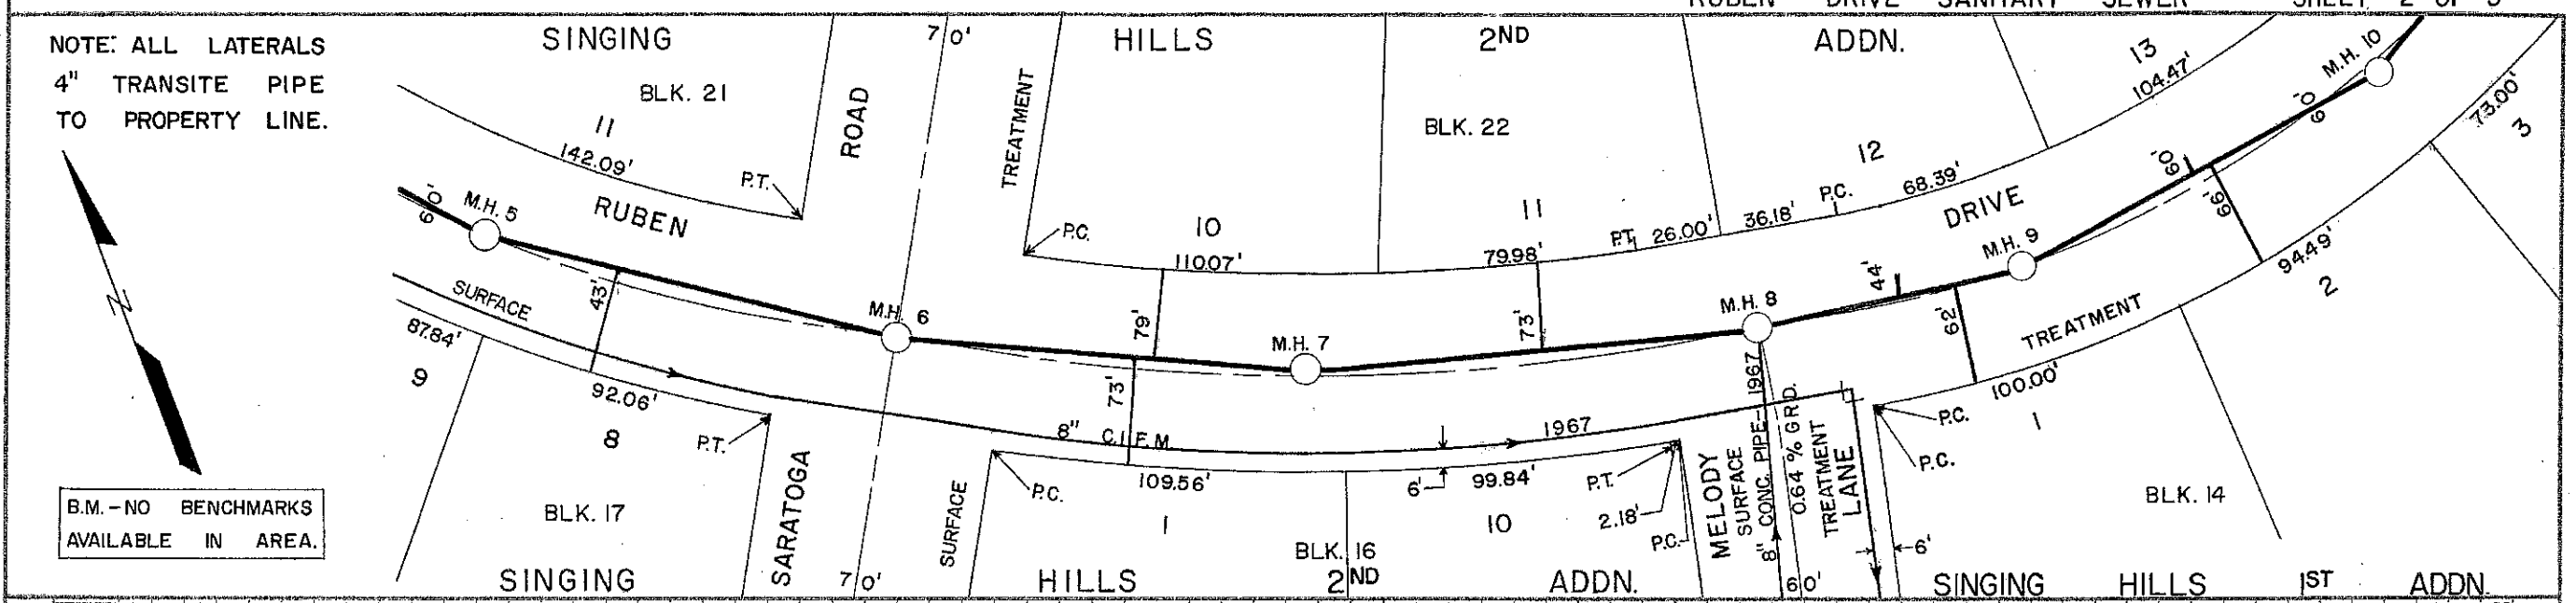 RUBEN DRIVE SANITARY SEWER SHEET 2 OF 5
NOTE: ALL LATERALS
4" TRANSITE PIPE
TO PROPERTY LINE.
SINGING
7 0'
HILLS
2ND
ADDN.
BLK. 21
11
142.09'
P.T.
ROAD
TREATMENT
BLK. 22
13
104.47'
M.H. 10
60'
73.00'
3
60'
M.H. 5
RUBEN
P.C.
10
110.07'
11
79.98'
P.T.
26.00'
36.18'
P.C.
12
68.39'
DRIVE
60'
66'
94.49'
2
SURFACE
43'
87.84'
9
92.06'
8
P.T.
M.H. 6
79'
73'
M.H. 7
73'
M.H. 8
44'
M.H. 9
62'
TREATMENT
100.00'
1
P.C.
P.C.
8" C.I. F.M.
1967
109.56'
P.C.
1
6'
99.84'
P.T.
2.18'
10
P.C.
BLK. 17
SARATOGA
SURFACE
BLK. 16
MELODY
SURFACE
8" CONC. PIPE - 1967
0.64 % GRD.
TREATMENT
LANE
6'
BLK. 14
B.M. - NO BENCHMARKS
AVAILABLE IN AREA.
SINGING
7 0'
HILLS
2ND
ADDN.
60'
SINGING
HILLS
1ST
ADDN.
N